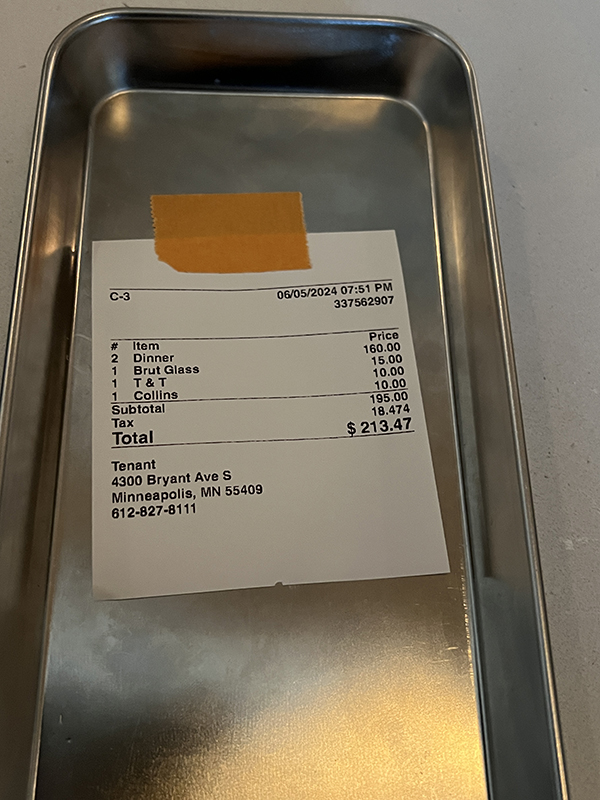 C-3 06/05/2024 07:51 PM
337562907
# Item Price
2 Dinner 160.00
1 Brut Glass 15.00
1 T & T 10.00
1 Collins 10.00
Subtotal 195.00
Tax 18.474
Total $ 213.47
Tenant
4300 Bryant Ave S
Minneapolis, MN 55409
612-827-8111